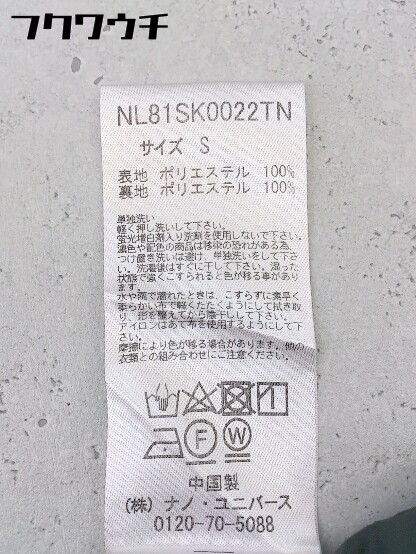 フクワウチ
NL81SK0022TN
サイズ S
表地 ポリエステル 100%
裏地 ポリエステル 100%
単独洗い
軽く押し洗いして下さい。
蛍光増白剤入り洗剤を使用しないで下さい。
濃色や配色の商品は移染の恐れがある為、
つけ置き洗いは避け、単独洗いをして下さ
い。洗濯後はすぐに干して下さい。湿った
状態で強くこすられると色が移る事があり
ます。
水や雨で濡れたときは、こすらずに素早く
柔らかい布で軽くたたくようにして拭き取
り、形を整えてから陰干しして下さい。
アイロンはあて布を使用するようにして下
さい。
摩擦により色が移る場合があります。他の
衣類との組み合わせにご注意ください。
F W
中国製
(株) ナノ・ユニバース
0120-70-5088